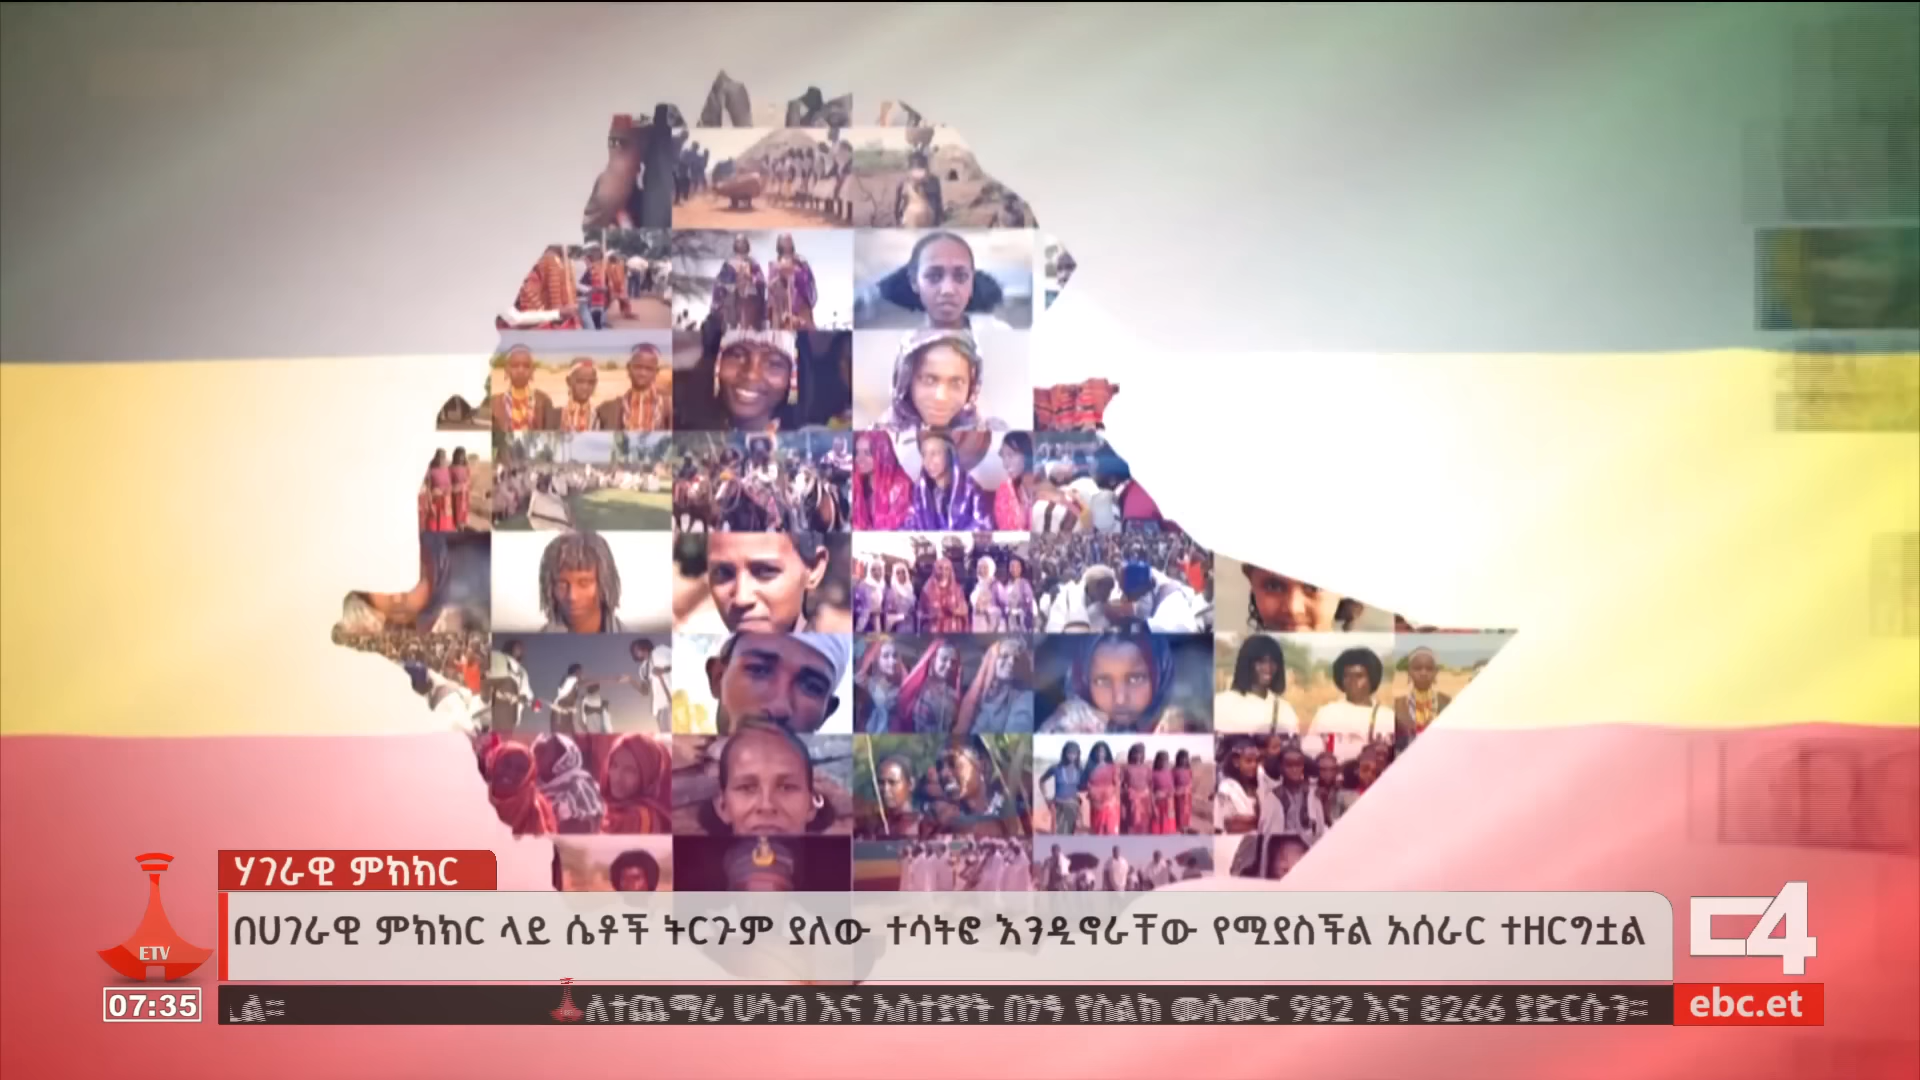 ሃገራዊ ምክክር
በሀገራዊ ምክክር ላይ ሴቶች ትርጉም ያለው ተሳትፎ እንዲኖራቸው የሚያስችል አሰራር ተዘርግቷል
ETV
C4
07:35
ል።
ለተጨማሪ ሀሳብ እና አስተያየት በነፃ የስልክ መስመር 982 እና 8266 ያድርሱን።
ebc.et